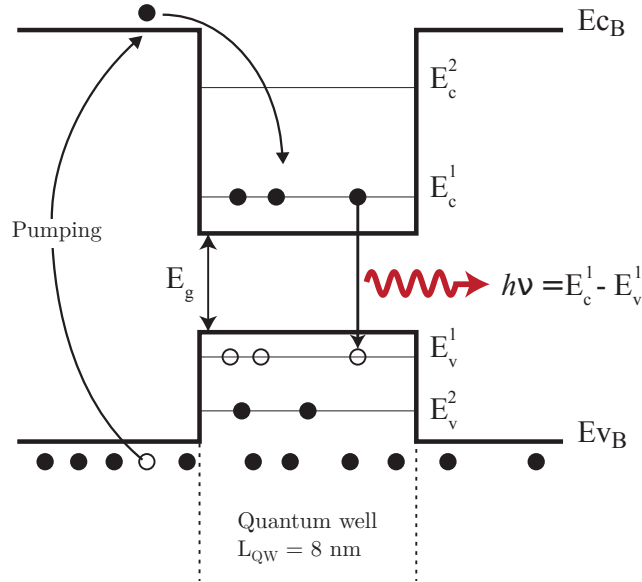 Ec_B
E_c^2
E_c^1
Pumping
E_g
hν = E_c^1 - E_v^1
E_v^1
E_v^2
Ev_B
Quantum well
L_QW = 8 nm